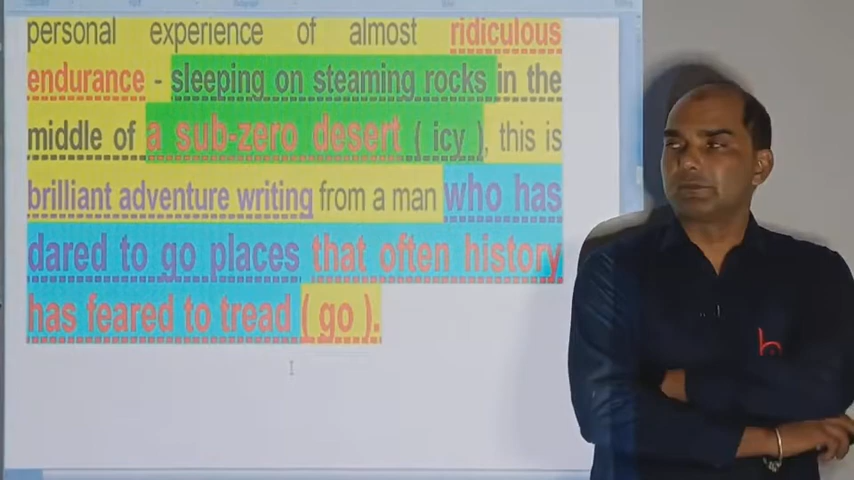 personal experience of almost ridiculous
endurance - sleeping on steaming rocks in the
middle of a sub-zero desert ( icy ), this is
brilliant adventure writing from a man who has
dared to go places that often history
has feared to tread ( go ).
h